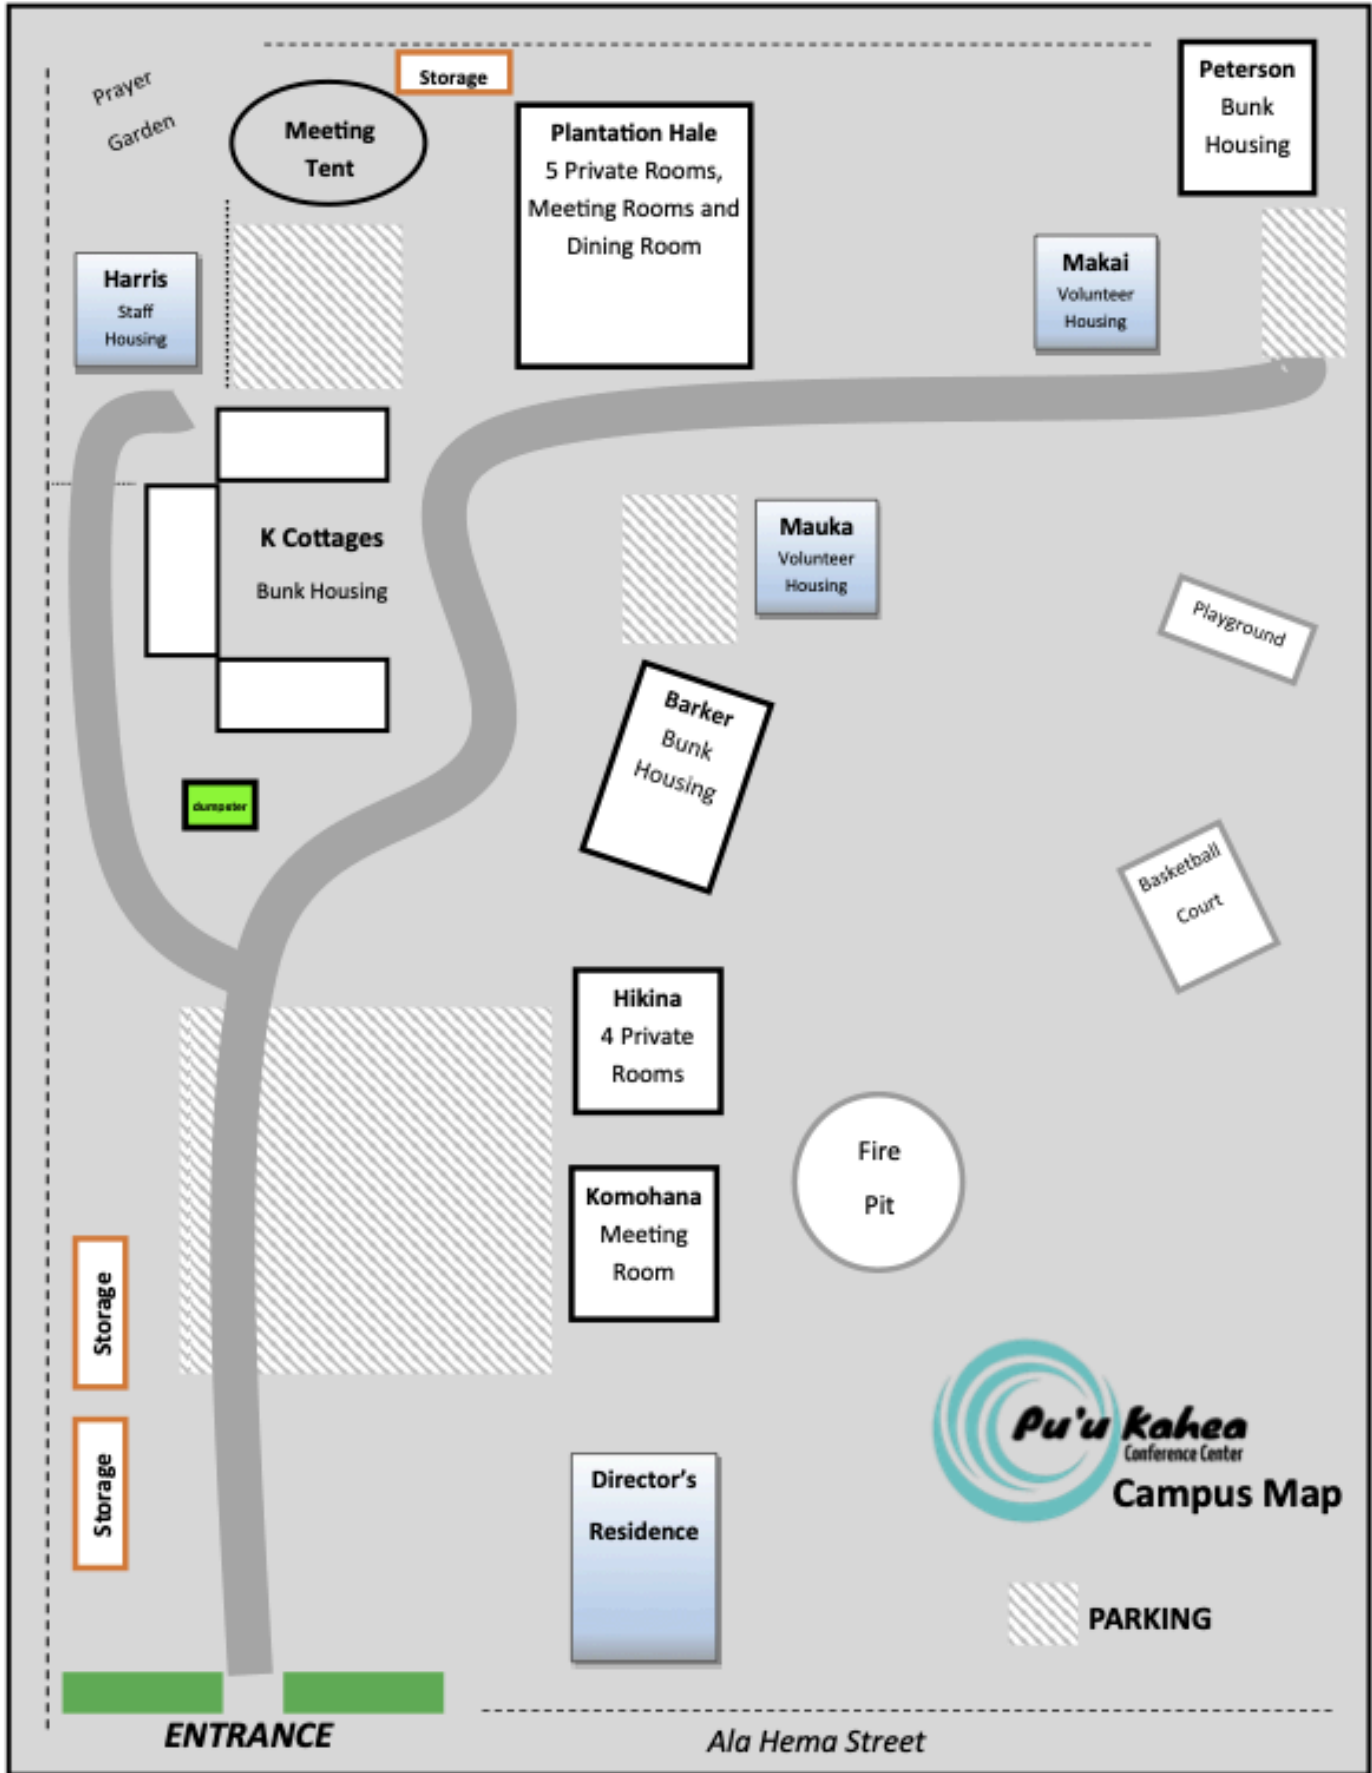 Prayer
Garden
Meeting
Tent
Storage
Plantation Hale
5 Private Rooms,
Meeting Rooms and
Dining Room
Peterson
Bunk
Housing
Harris
Staff
Housing
Makai
Volunteer
Housing
K Cottages
Bunk Housing
Mauka
Volunteer
Housing
Playground
Barker
Bunk
Housing
dumpster
Basketball
Court
Hikina
4 Private
Rooms
Fire
Pit
Komohana
Meeting
Room
Storage
Storage
Director's
Residence
Pu'u Kahea
Conference Center
Campus Map
PARKING
ENTRANCE
Ala Hema Street